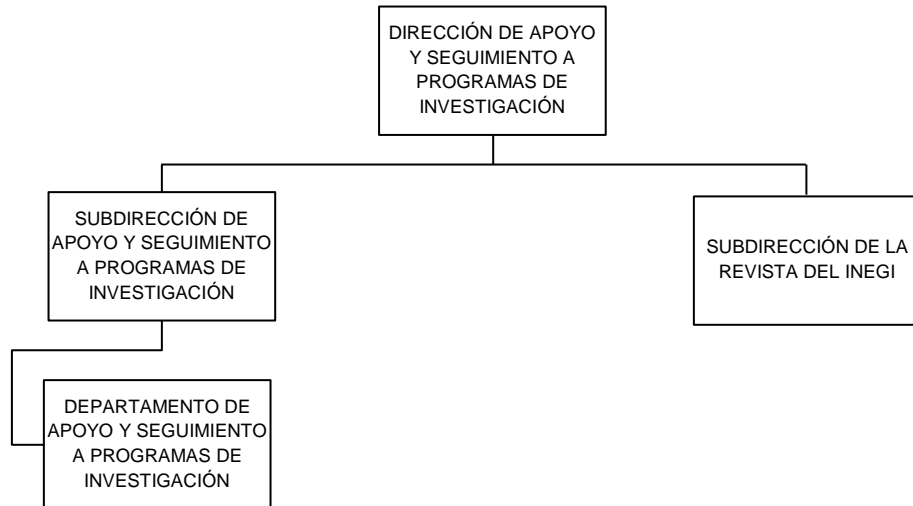 DIRECCIÓN DE APOYO
Y SEGUIMIENTO A
PROGRAMAS DE
INVESTIGACIÓN
SUBDIRECCIÓN DE
APOYO Y SEGUIMIENTO
A PROGRAMAS DE
INVESTIGACIÓN
SUBDIRECCIÓN DE LA
REVISTA DEL INEGI
DEPARTAMENTO DE
APOYO Y SEGUIMIENTO
A PROGRAMAS DE
INVESTIGACIÓN